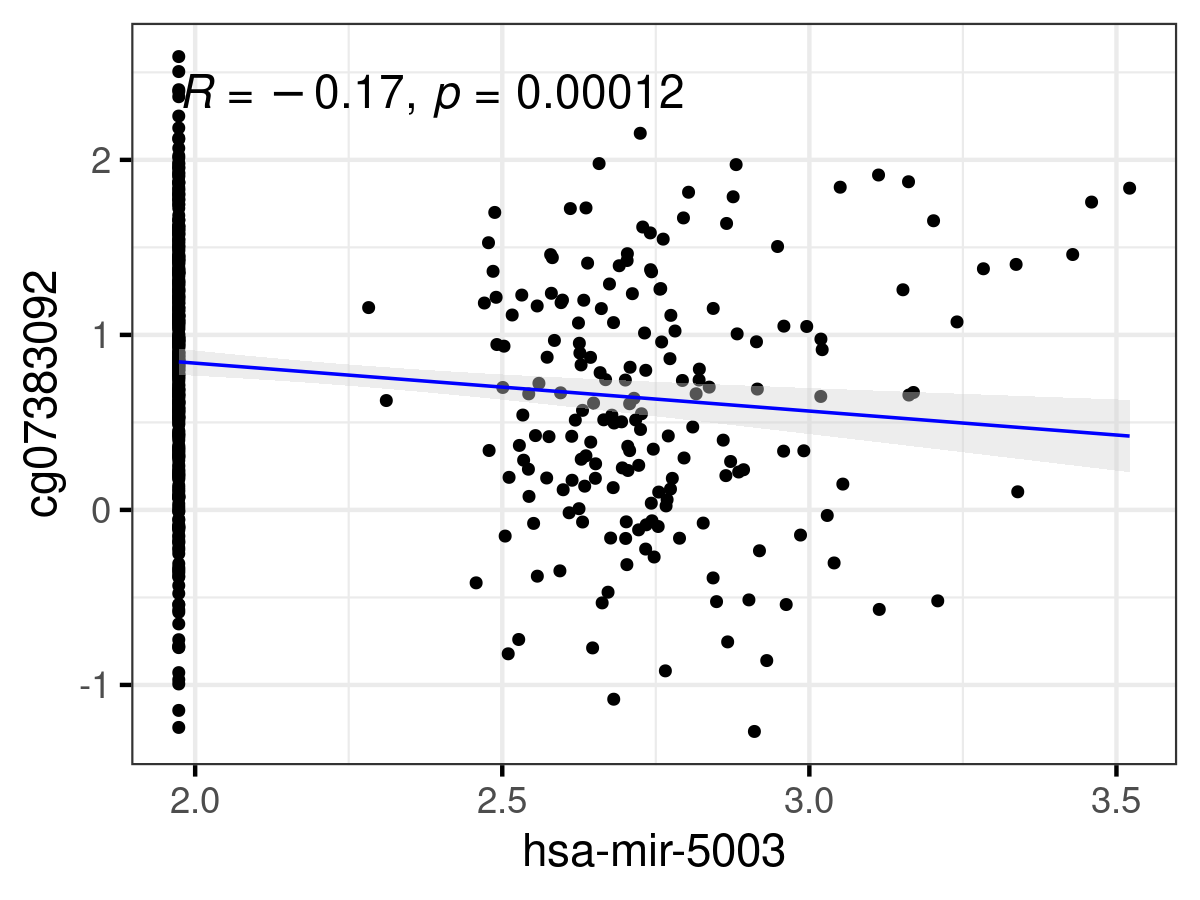 R = −0.17, p = 0.00012
2
1
0
-1
cg07383092
2.0 2.5 3.0 3.5
hsa-mir-5003